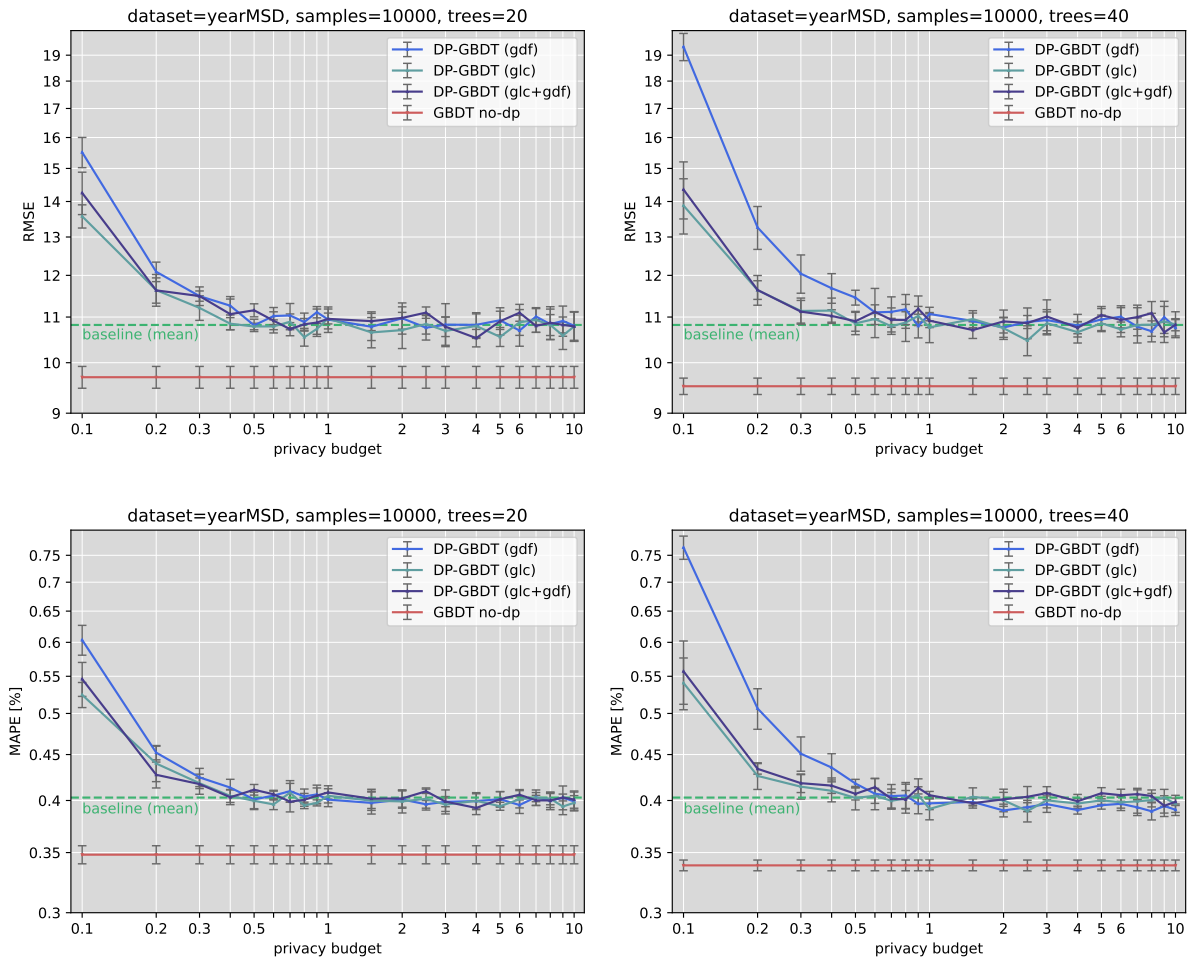 dataset=yearMSD, samples=10000, trees=20
RMSE
19
18
17
16
15
14
13
12
11
10
9
DP-GBDT (gdf)
DP-GBDT (glc)
DP-GBDT (glc+gdf)
GBDT no-dp
baseline (mean)
0.1 0.2 0.3 0.5 1 2 3 4 5 6 10
privacy budget
dataset=yearMSD, samples=10000, trees=40
RMSE
19
18
17
16
15
14
13
12
11
10
9
DP-GBDT (gdf)
DP-GBDT (glc)
DP-GBDT (glc+gdf)
GBDT no-dp
baseline (mean)
0.1 0.2 0.3 0.5 1 2 3 4 5 6 10
privacy budget
dataset=yearMSD, samples=10000, trees=20
MAPE [%]
0.75
0.7
0.65
0.6
0.55
0.5
0.45
0.4
0.35
0.3
DP-GBDT (gdf)
DP-GBDT (glc)
DP-GBDT (glc+gdf)
GBDT no-dp
baseline (mean)
0.1 0.2 0.3 0.5 1 2 3 4 5 6 10
privacy budget
dataset=yearMSD, samples=10000, trees=40
MAPE [%]
0.75
0.7
0.65
0.6
0.55
0.5
0.45
0.4
0.35
0.3
DP-GBDT (gdf)
DP-GBDT (glc)
DP-GBDT (glc+gdf)
GBDT no-dp
baseline (mean)
0.1 0.2 0.3 0.5 1 2 3 4 5 6 10
privacy budget